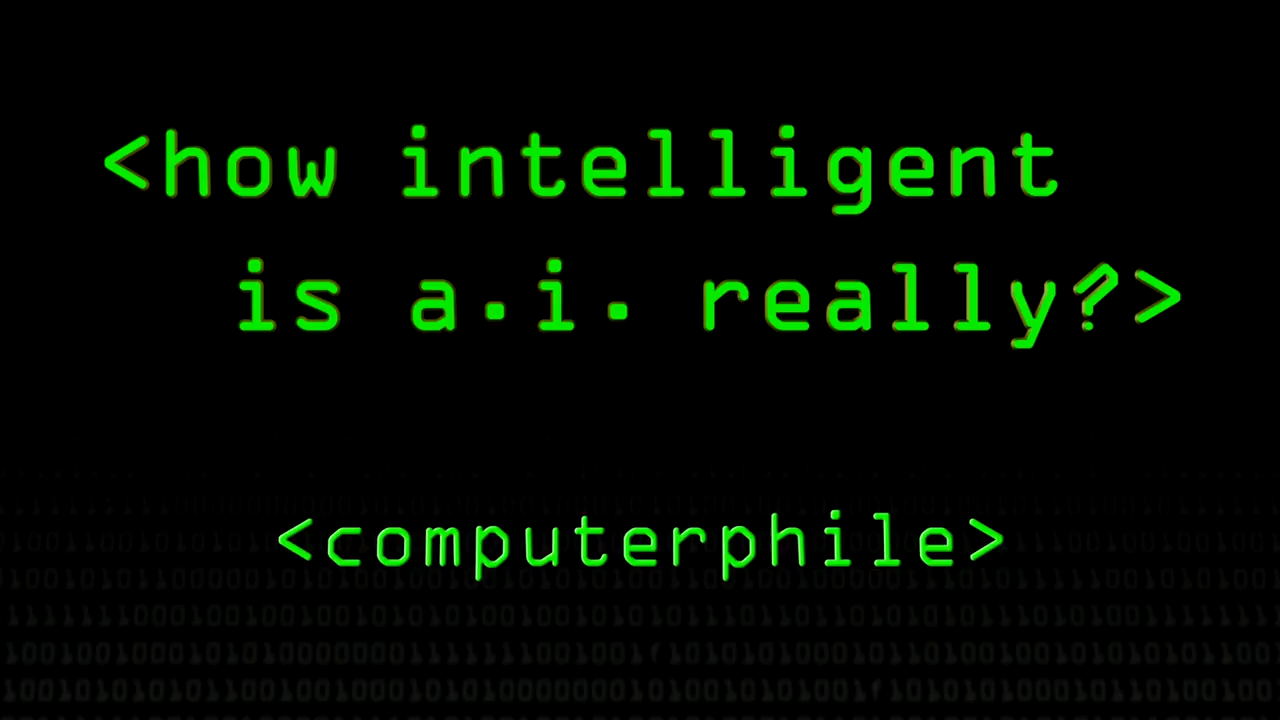 <how intelligent
is a.i. really?>
<computerphile>